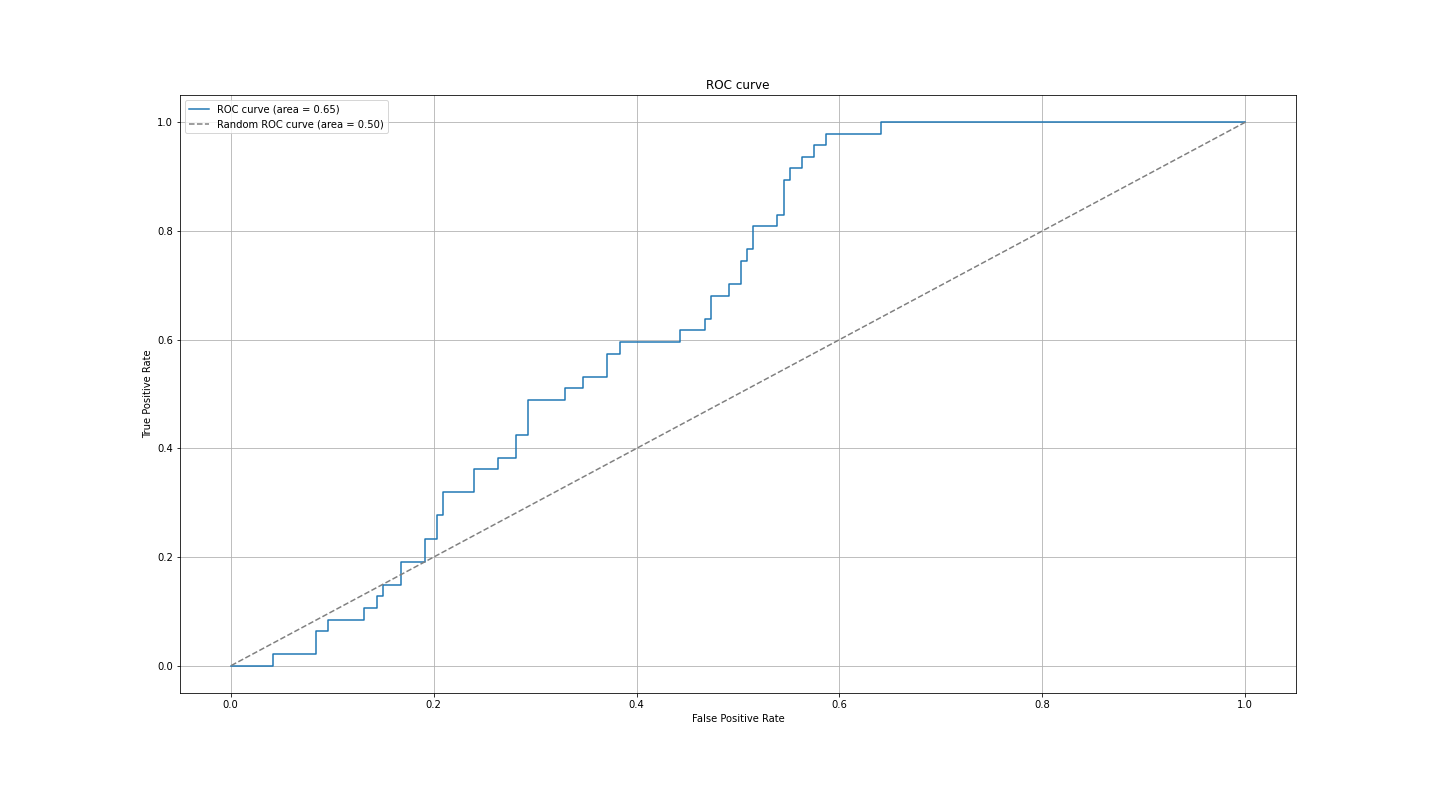 ROC curve
ROC curve (area = 0.65)
Random ROC curve (area = 0.50)
1.0
0.8
0.6
0.4
0.2
0.0
True Positive Rate
0.0 0.2 0.4 0.6 0.8 1.0
False Positive Rate